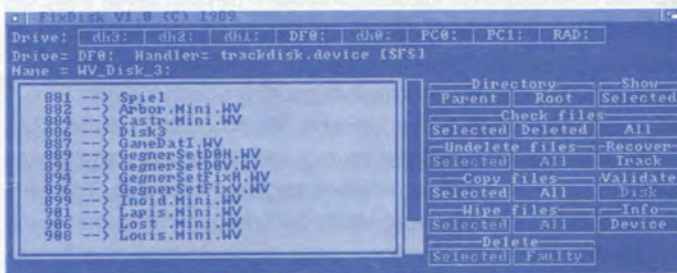 FixDisk V1.0 (C) 1989
Drive: dh3: dh2: dh1: DF0: dh0: PC0: PC1: RAD:
Drive= DF0: Handler= trackdisk.device [SFS]
Name = WV_Disk_3:
881 --> Spiel
882 --> Arbor.Mini.WV
884 --> Castr.Mini.WV
886 --> Disk3
887 --> GameDatI.WV
889 --> GegnerSetD0H.WV
891 --> GegnerSetD0V.WV
894 --> GegnerSetFixH.WV
896 --> GegnerSetFixV.WV
899 --> Inoid.Mini.WV
901 --> Lapis.Mini.WV
906 --> Lost .Mini.WV
908 --> Louis.Mini.WV
Directory Show
Parent Root Selected
Check files
Selected Deleted All
Undelete files Recover
Selected All Track
Copy files Validate
Selected All Disk
Wipe files Info
Selected All Device
Delete
Selected Faulty